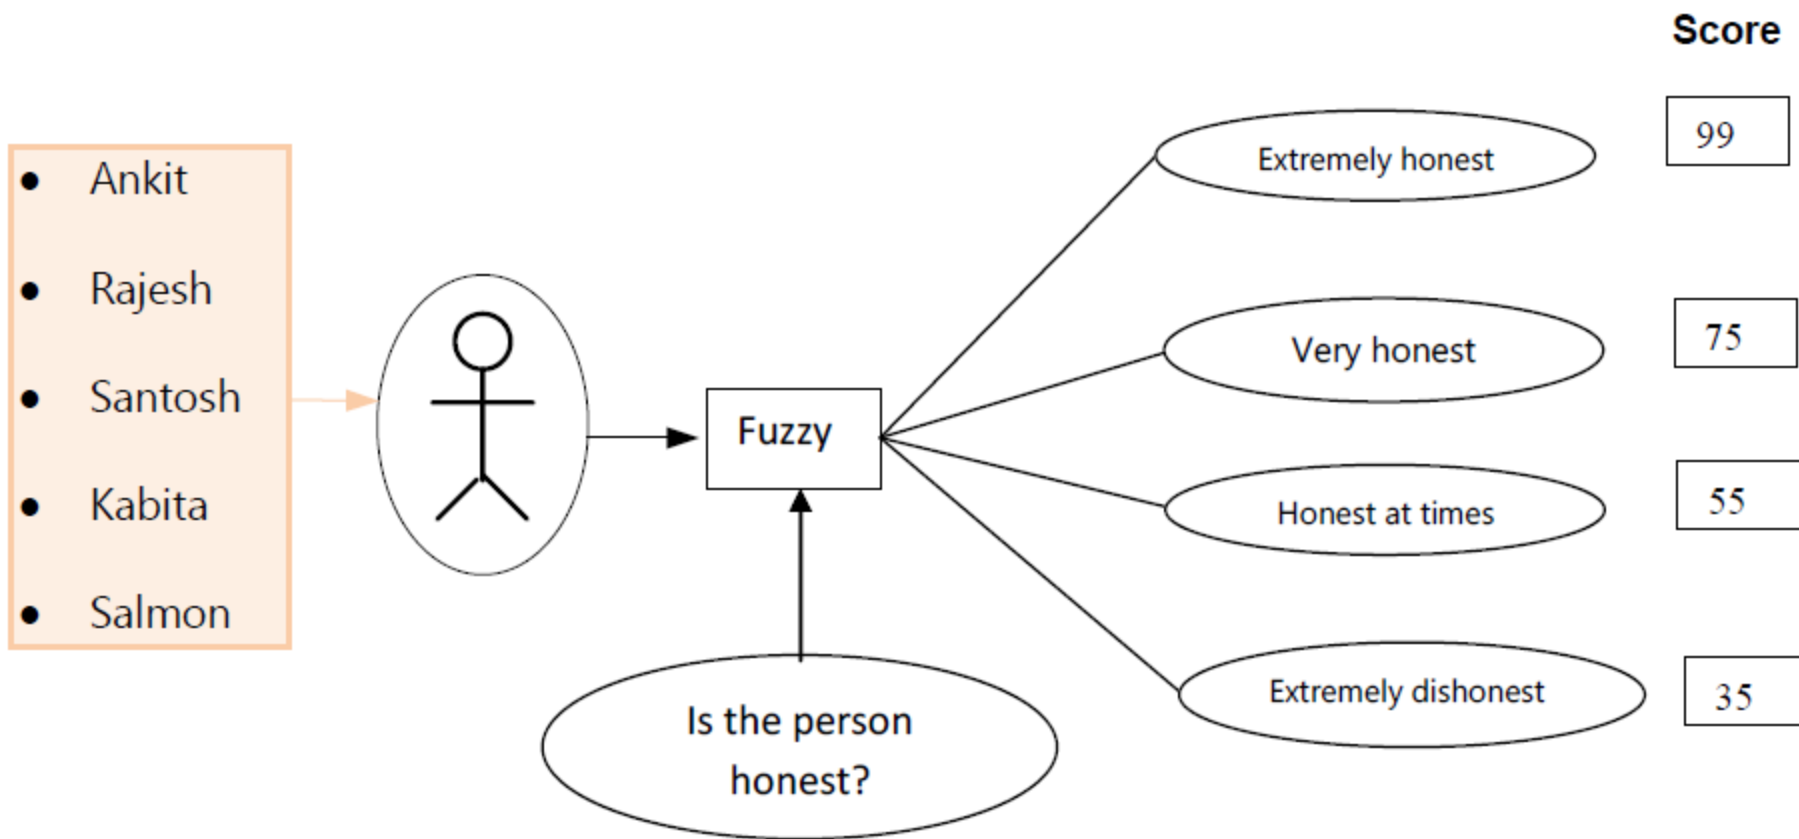 Score
• Ankit
• Rajesh
• Santosh
• Kabita
• Salmon
Fuzzy
Is the person
honest?
Extremely honest
99
Very honest
75
Honest at times
55
Extremely dishonest
35